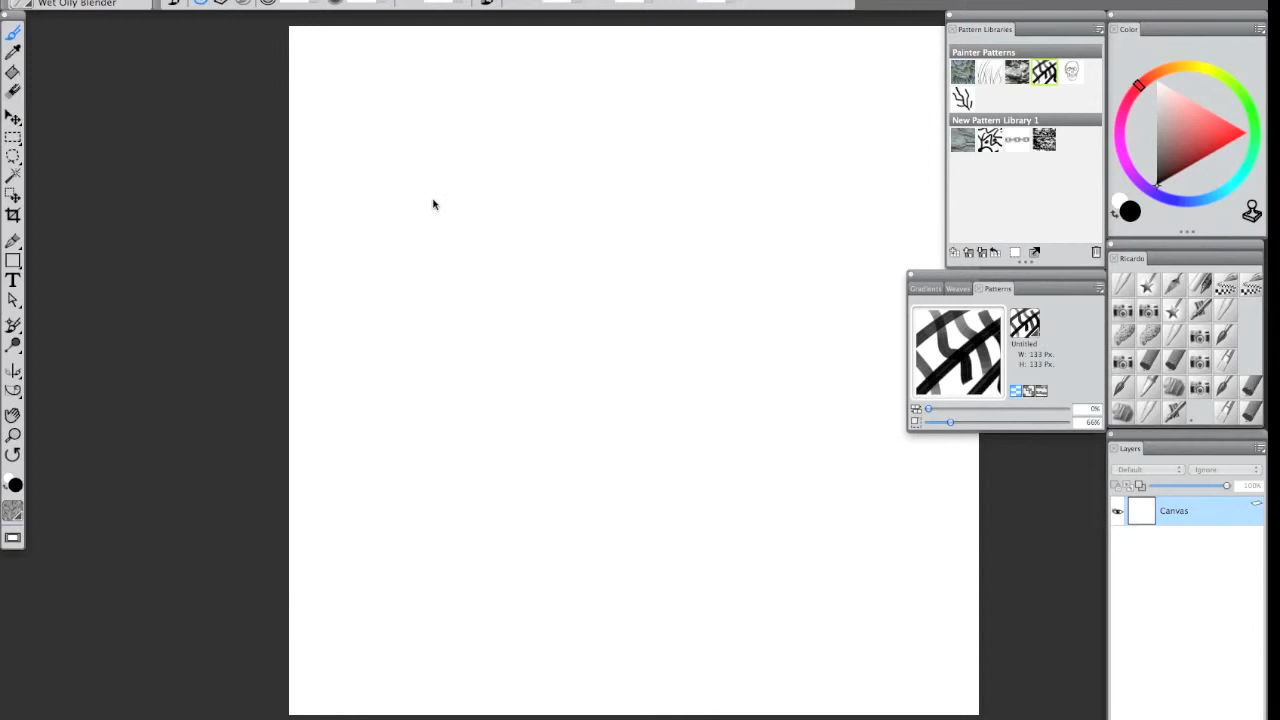 Wet Oily Blender
Pattern Libraries
Color
Painter Patterns
New Pattern Library 1
Ricardo
Gradients Weaves Patterns
Untitled
W: 133 Px.
H: 133 Px.
0%
66%
Layers
Default Ignore
100%
Canvas
T